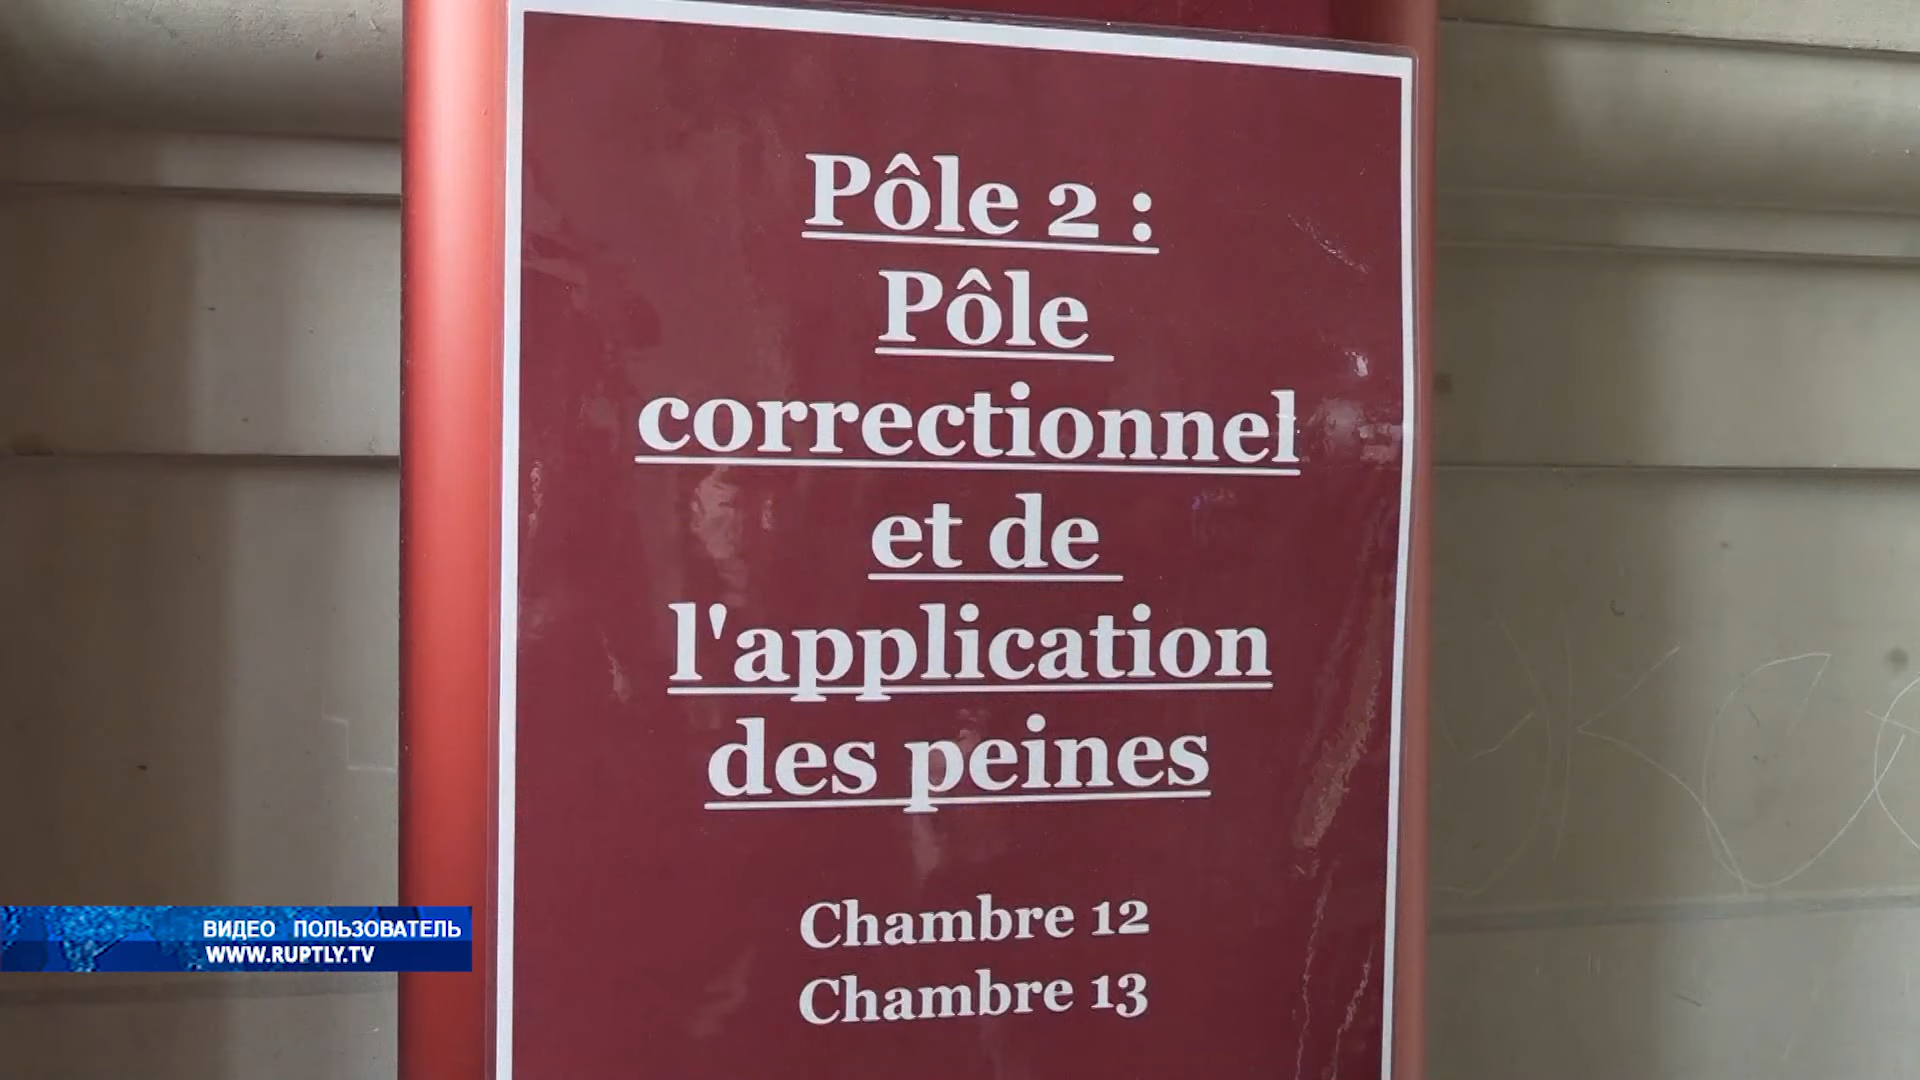 Pôle 2 :
Pôle
correctionnel
et de
l'application
des peines
Chambre 12
Chambre 13
ВИДЕО ПОЛЬЗОВАТЕЛЬ
WWW.RUPTLY.TV